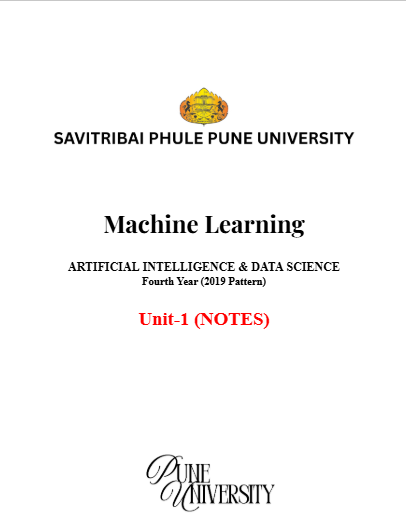 SAVITRIBAI PHULE PUNE UNIVERSITY
Machine Learning
ARTIFICIAL INTELLIGENCE & DATA SCIENCE
Fourth Year (2019 Pattern)
Unit-1 (NOTES)
PUNE
UNIVERSITY